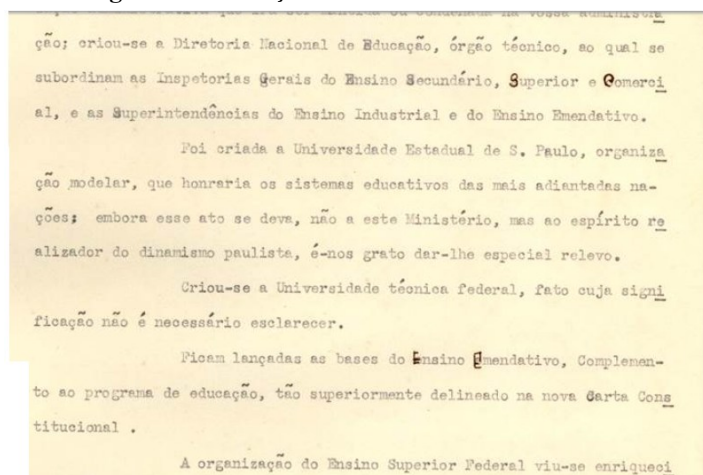 ção; criou-se a Diretoria Nacional de Educação, órgão técnico, ao qual se
subordinam as Inspetorias Gerais do Ensino Secundário, Superior e Comerci
al, e as Superintendências do Ensino Industrial e do Ensino Emendativo.
Foi criada a Universidade Estadual de S. Paulo, organiza
ção modelar, que honraria os sistemas educativos das mais adiantadas na-
ções; embora esse ato se deva, não a este Ministério, mas ao espírito re
alizador do dinamismo paulista, é-nos grato dar-lhe especial relevo.
Criou-se a Universidade técnica federal, fato cuja signi
ficação não é necessário esclarecer.
Ficam lançadas as bases do Ensino Emendativo, Complemen-
to ao programa de educação, tão superiormente delineado na nova Carta Cons
titucional .
A organização do Ensino Superior Federal viu-se enriqueci